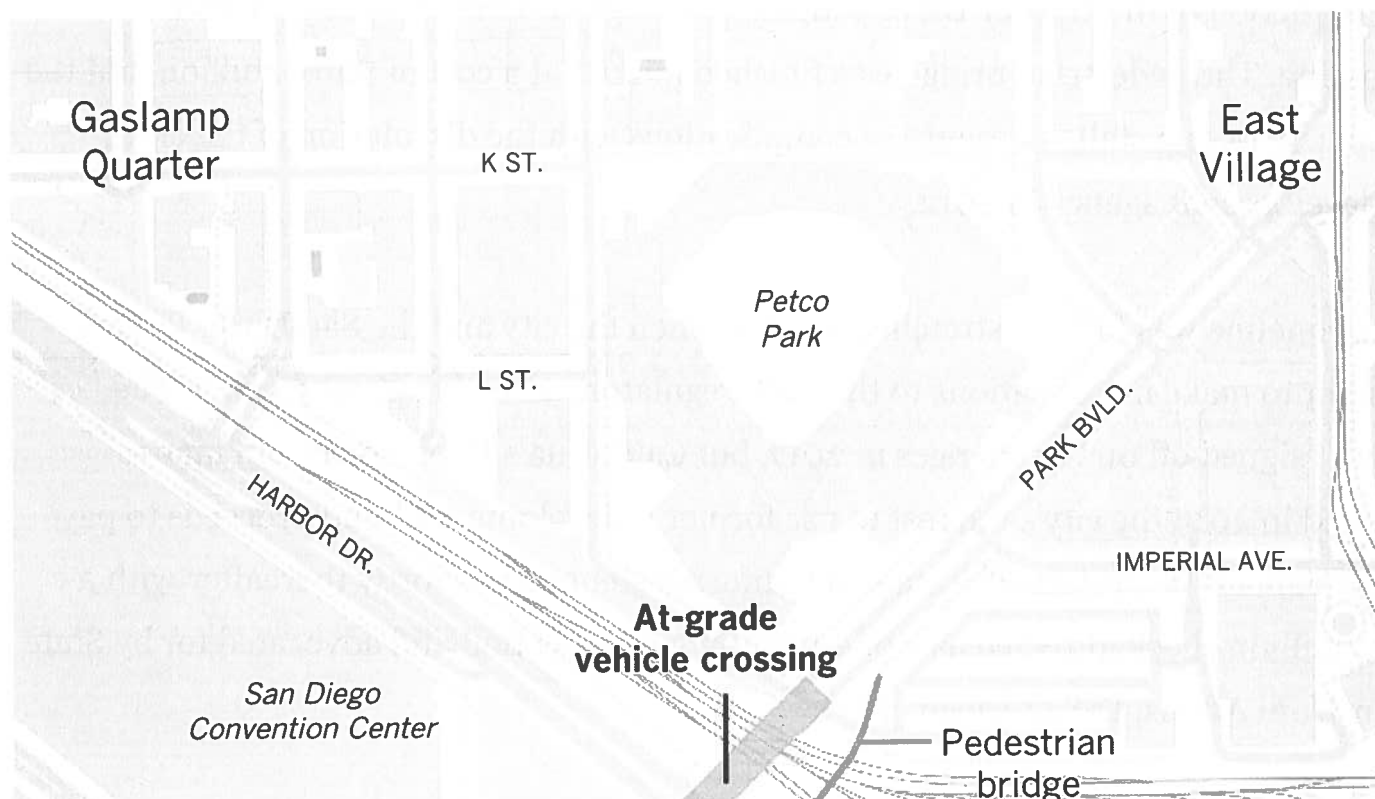 Gaslamp
Quarter
East
Village
K ST.
Petco
Park
L ST.
PARK BVLD.
HARBOR DR.
IMPERIAL AVE.
At-grade
vehicle crossing
San Diego
Convention Center
Pedestrian
bridge